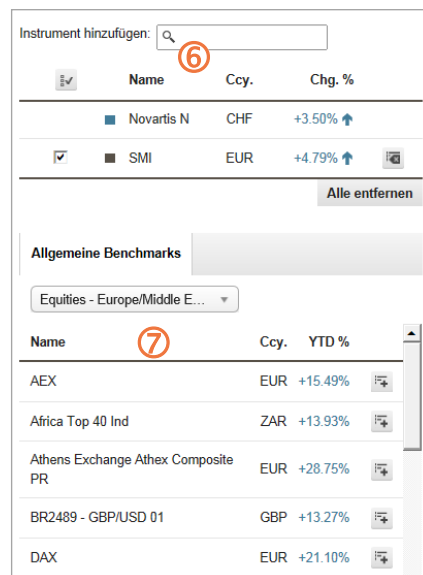 Instrument hinzufügen:
⑥
Name Ccy. Chg. %
Novartis N CHF +3.50%
SMI EUR +4.79%
Alle entfernen
Allgemeine Benchmarks
Equities - Europe/Middle E...
Name ⑦ Ccy. YTD %
AEX EUR +15.49%
Africa Top 40 Ind ZAR +13.93%
Athens Exchange Athex Composite
PR EUR +28.75%
BR2489 - GBP/USD 01 GBP +13.27%
DAX EUR +21.10%